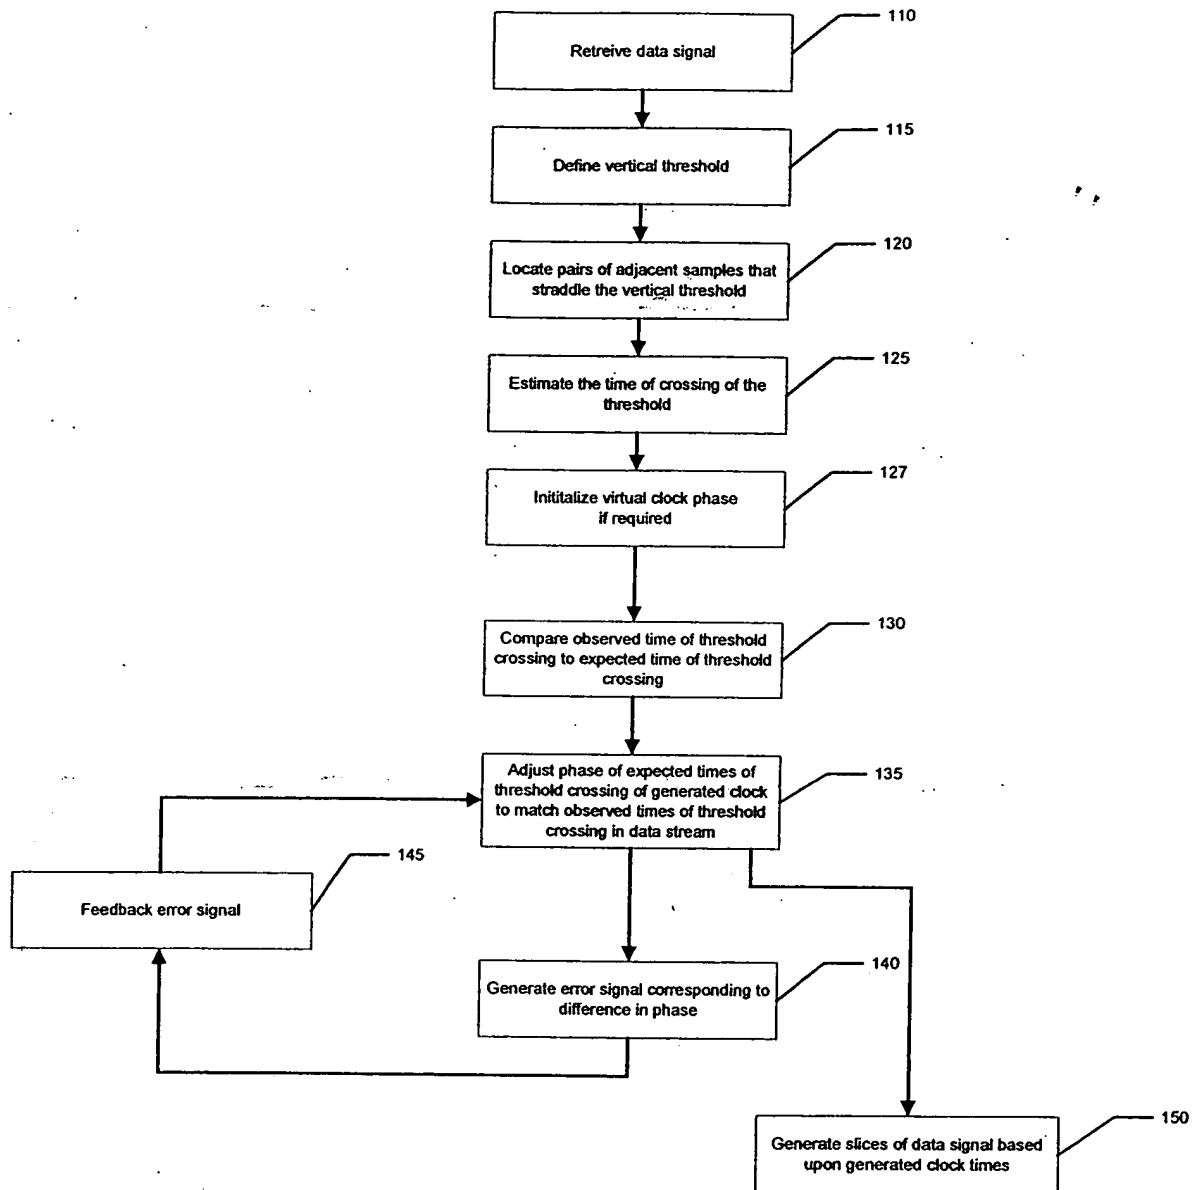 110
Retreive data signal
115
Define vertical threshold
120
Locate pairs of adjacent samples that
straddle the vertical threshold
125
Estimate the time of crossing of the
threshold
127
Inititalize virtual clock phase
if required
130
Compare observed time of threshold
crossing to expected time of threshold
crossing
135
Adjust phase of expected times of
threshold crossing of generated clock
to match observed times of threshold
crossing in data stream
145
Feedback error signal
140
Generate error signal corresponding to
difference in phase
150
Generate slices of data signal based
upon generated clock times